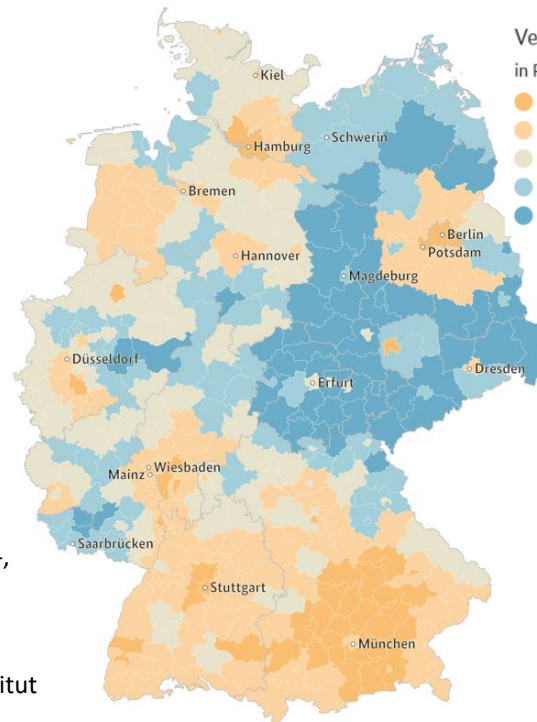 Ve
in P
Kiel
Schwerin
Hamburg
Bremen
Berlin
Potsdam
Hannover
Magdeburg
Düsseldorf
Erfurt
Dresden
Wiesbaden
Mainz
Saarbrücken
Stuttgart
München
itut